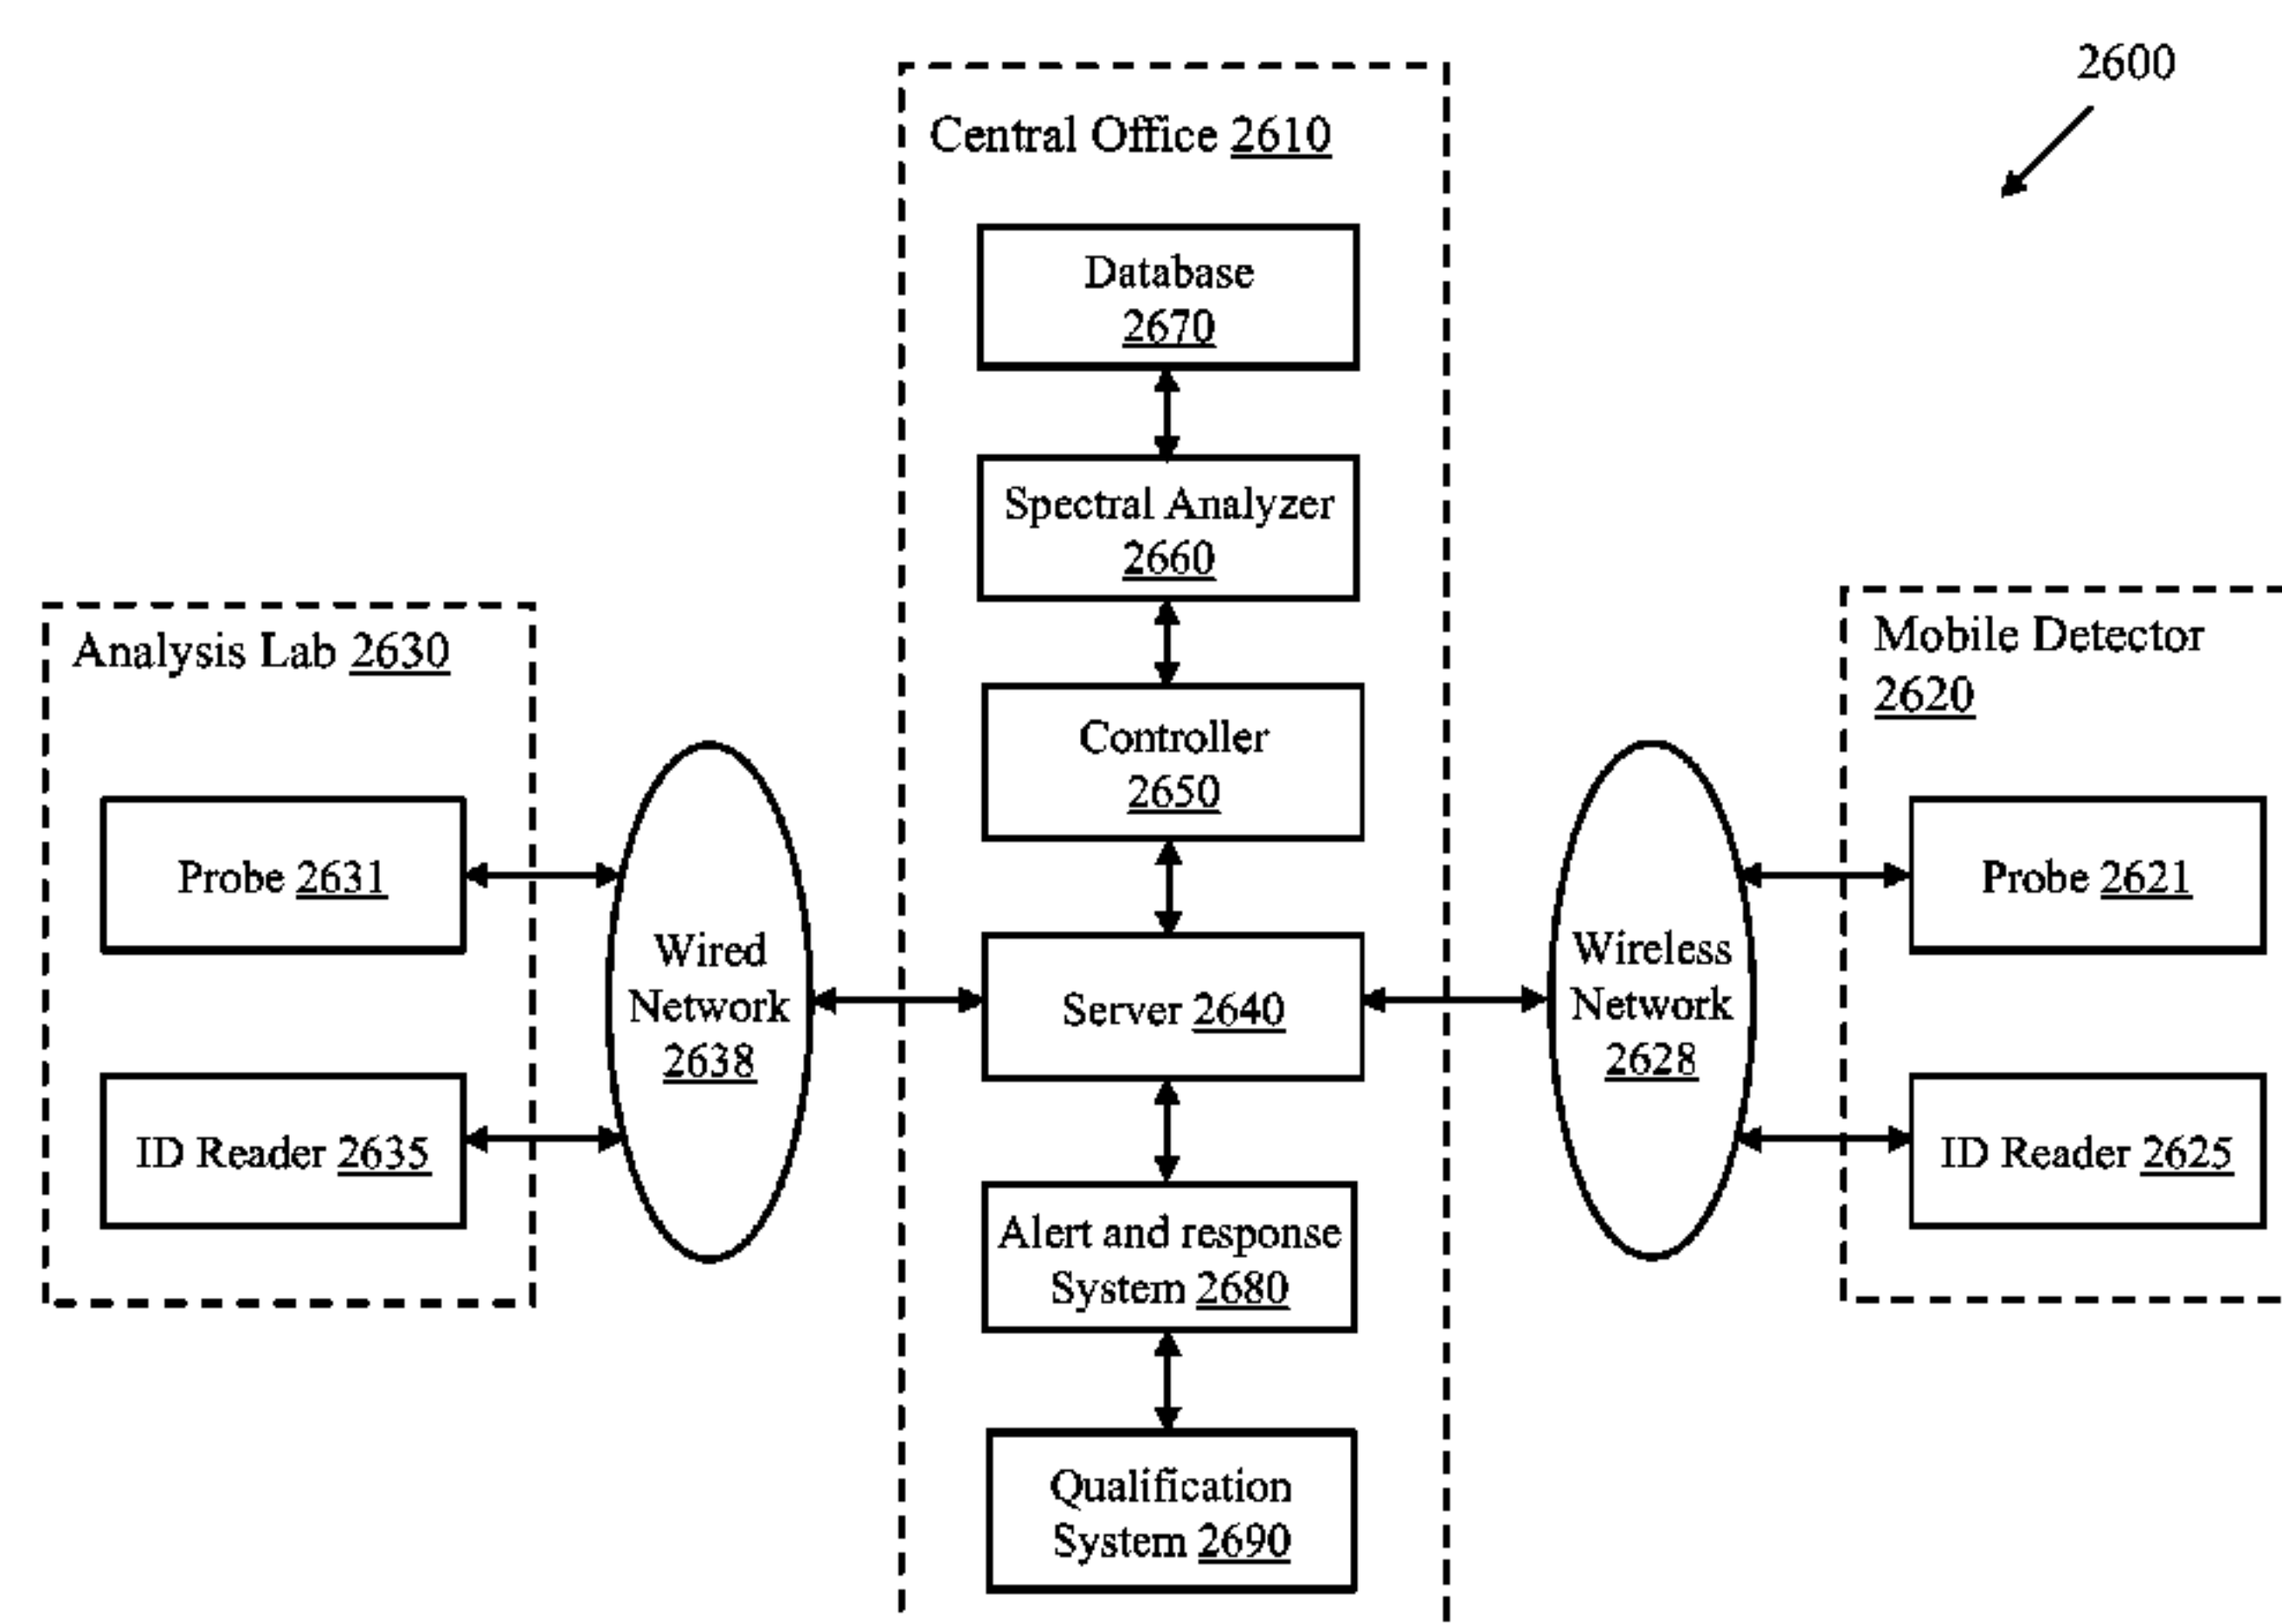 2600
Central Office 2610
Database
2670
Spectral Analyzer
2660
Controller
2650
Server 2640
Alert and response
System 2680
Qualification
System 2690
Analysis Lab 2630
Probe 2631
ID Reader 2635
Wired
Network
2638
Wireless
Network
2628
Mobile Detector
2620
Probe 2621
ID Reader 2625